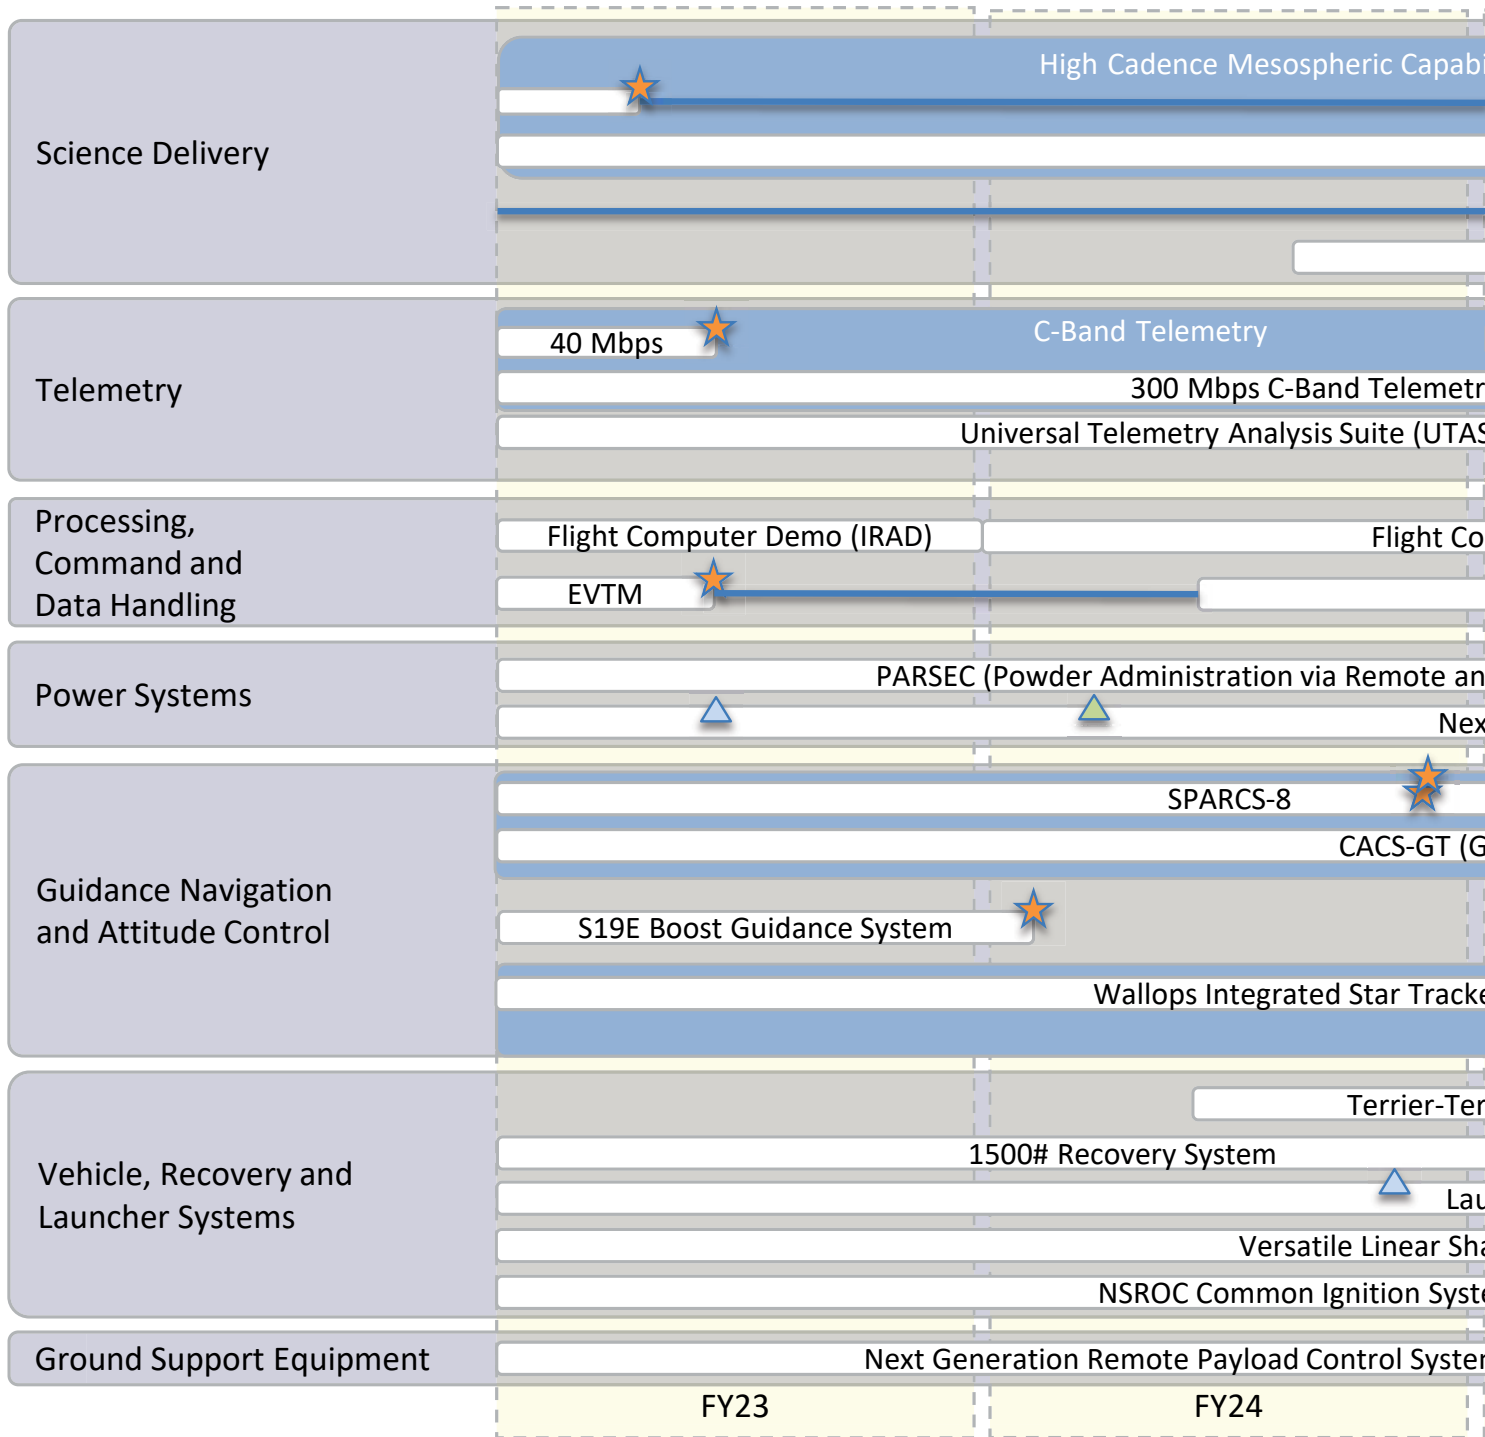 High Cadence Mesospheric Capabi
Science Delivery
40 Mbps
C-Band Telemetry
Telemetry
300 Mbps C-Band Telemetr
Universal Telemetry Analysis Suite (UTAS
Processing,
Command and
Data Handling
Flight Computer Demo (IRAD)
Flight Co
EVTM
Power Systems
PARSEC (Powder Administration via Remote an
Nex
SPARCS-8
CACS-GT (G
Guidance Navigation
and Attitude Control
S19E Boost Guidance System
Wallops Integrated Star Tracke
Terrier-Ter
Vehicle, Recovery and
Launcher Systems
1500# Recovery System
Lau
Versatile Linear Sha
NSROC Common Ignition Syste
Ground Support Equipment
Next Generation Remote Payload Control System
FY23
FY24